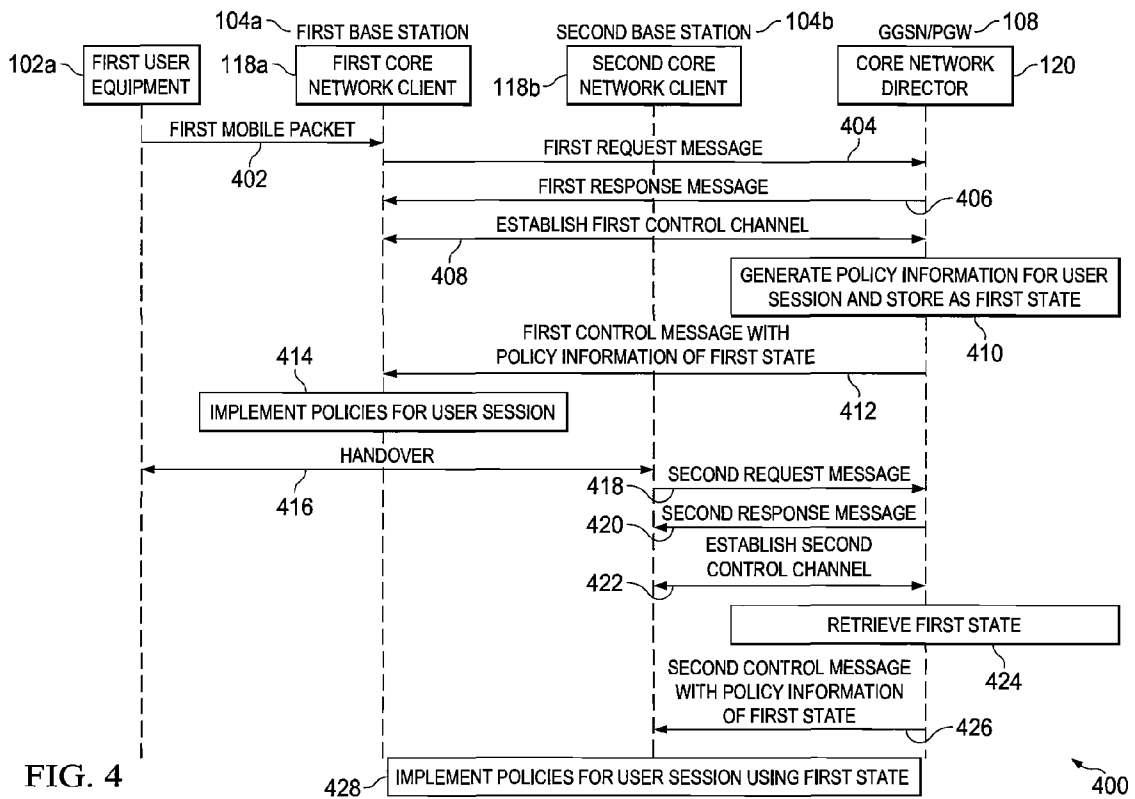 104a
FIRST BASE STATION
SECOND BASE STATION
104b
GGSN/PGW
108
102a
FIRST USER
EQUIPMENT
118a
FIRST CORE
NETWORK CLIENT
118b
SECOND CORE
NETWORK CLIENT
CORE NETWORK
DIRECTOR
120
FIRST MOBILE PACKET
402
FIRST REQUEST MESSAGE
404
FIRST RESPONSE MESSAGE
406
ESTABLISH FIRST CONTROL CHANNEL
408
GENERATE POLICY INFORMATION FOR USER
SESSION AND STORE AS FIRST STATE
410
FIRST CONTROL MESSAGE WITH
POLICY INFORMATION OF FIRST STATE
412
414
IMPLEMENT POLICIES FOR USER SESSION
HANDOVER
416
SECOND REQUEST MESSAGE
418
SECOND RESPONSE MESSAGE
420
ESTABLISH SECOND
CONTROL CHANNEL
422
RETRIEVE FIRST STATE
424
SECOND CONTROL MESSAGE
WITH POLICY INFORMATION
OF FIRST STATE
426
FIG. 4
428
IMPLEMENT POLICIES FOR USER SESSION USING FIRST STATE
400